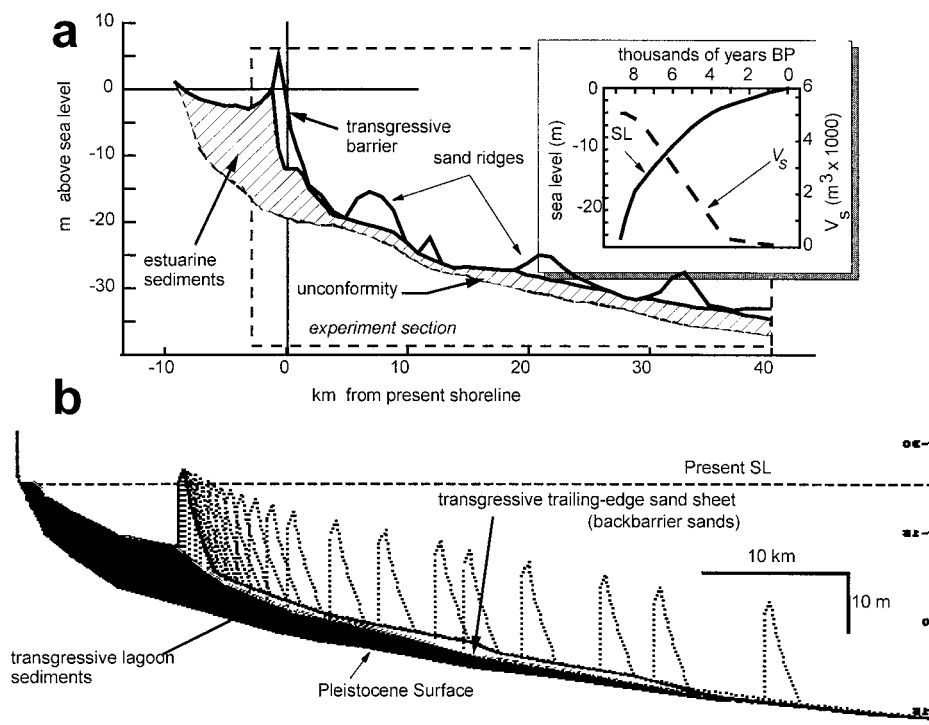 a
10
0
-10
-20
-30
m above sea level
transgressive
barrier
sand ridges
estuarine
sediments
unconformity
experiment section
-10
0
10
20
30
40
km from present shoreline
thousands of years BP
8
6
4
2
0
0
-10
-20
sea level (m)
SL
Vs
6
4
2
0
Vs (m³ x 1000)
b
Present SL
transgressive trailing-edge sand sheet
(backbarrier sands)
10 km
10 m
transgressive lagoon
sediments
Pleistocene Surface